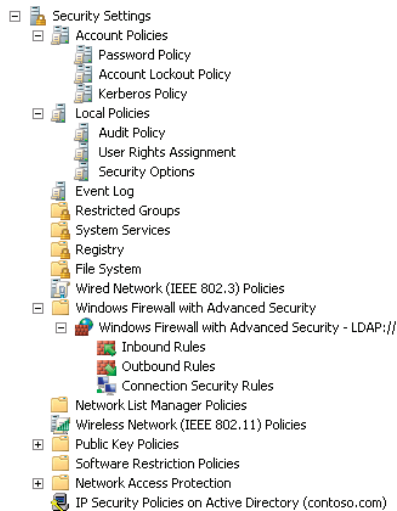 Security Settings
Account Policies
Password Policy
Account Lockout Policy
Kerberos Policy
Local Policies
Audit Policy
User Rights Assignment
Security Options
Event Log
Restricted Groups
System Services
Registry
File System
Wired Network (IEEE 802.3) Policies
Windows Firewall with Advanced Security
Windows Firewall with Advanced Security - LDAP://
Inbound Rules
Outbound Rules
Connection Security Rules
Network List Manager Policies
Wireless Network (IEEE 802.11) Policies
Public Key Policies
Software Restriction Policies
Network Access Protection
IP Security Policies on Active Directory (contoso.com)